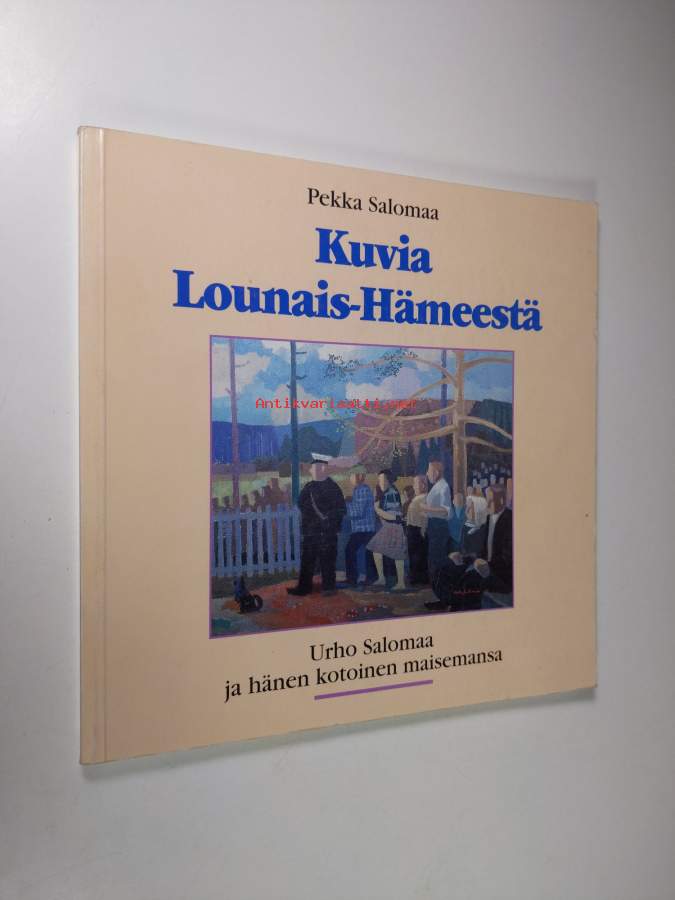 Pekka Salomaa
Kuvia
Lounais-Hämeestä
Antikvariaatti.net
Urho Salomaa
ja hänen kotoinen maisemansa